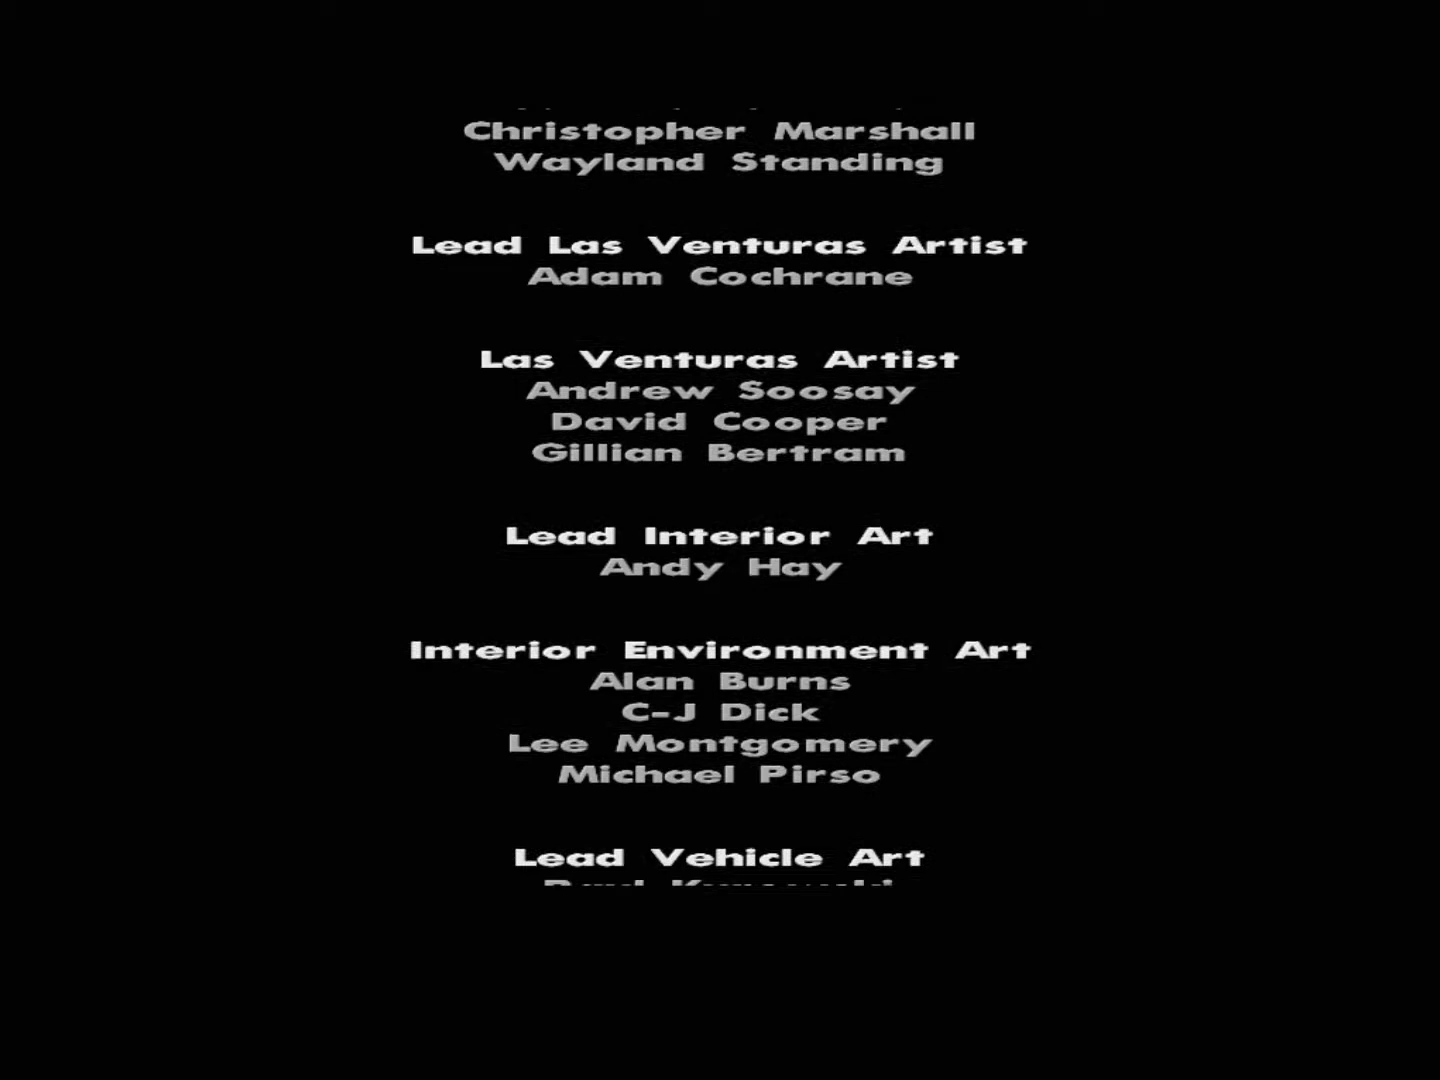 Christopher Marshall
Wayland Standing
Lead Las Venturas Artist
Adam Cochrane
Las Venturas Artist
Andrew Soosay
David Cooper
Gillian Bertram
Lead Interior Art
Andy Hay
Interior Environment Art
Alan Burns
C-J Dick
Lee Montgomery
Michael Pirso
Lead Vehicle Art